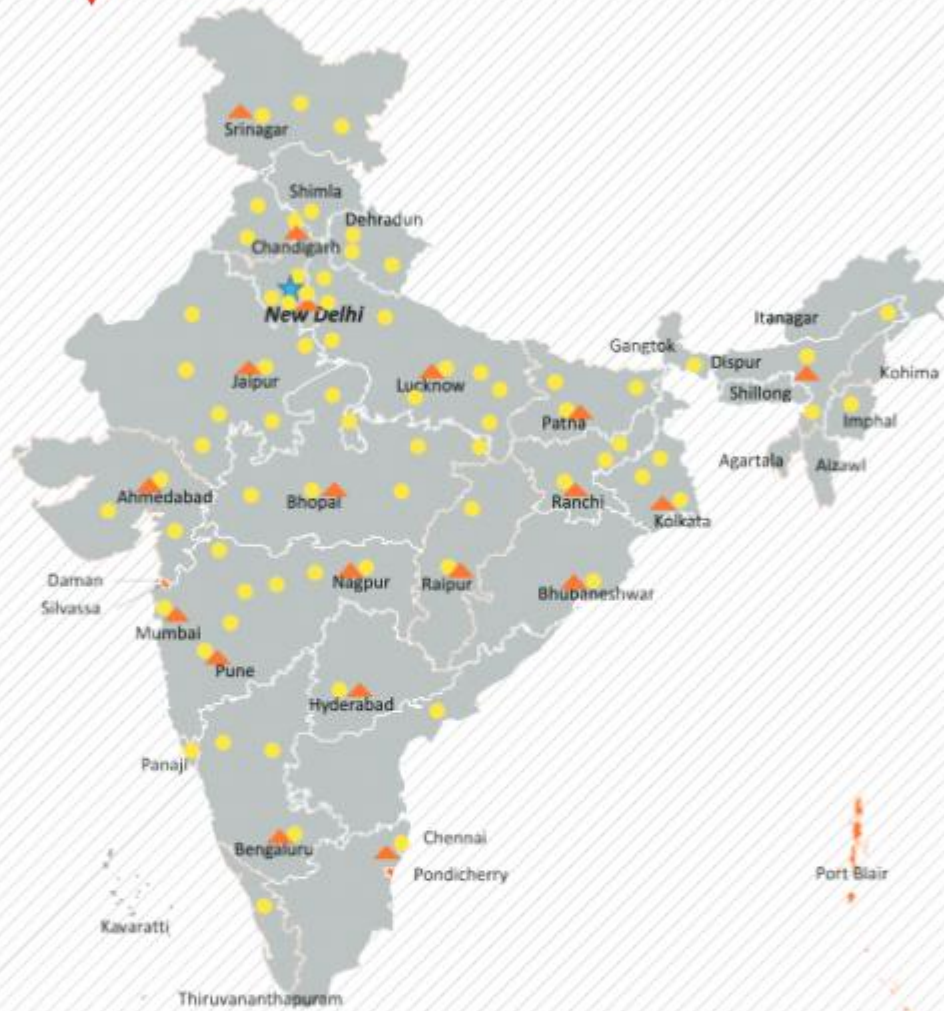 Srinagar
Shimla
Dehradun
Chandigarh
New Delhi
Itanagar
Gangtok
Dispur
Kohima
Jaipur
Lucknow
Shillong
Patna
Imphal
Agartala
Aizawl
Ahmedabad
Bhopal
Ranchi
Kolkata
Daman
Nagpur
Raipur
Bhubaneshwar
Silvassa
Mumbai
Pune
Hyderabad
Panaji
Chennai
Bengaluru
Pondicherry
Port Blair
Kavaratti
Thiruvananthapuram